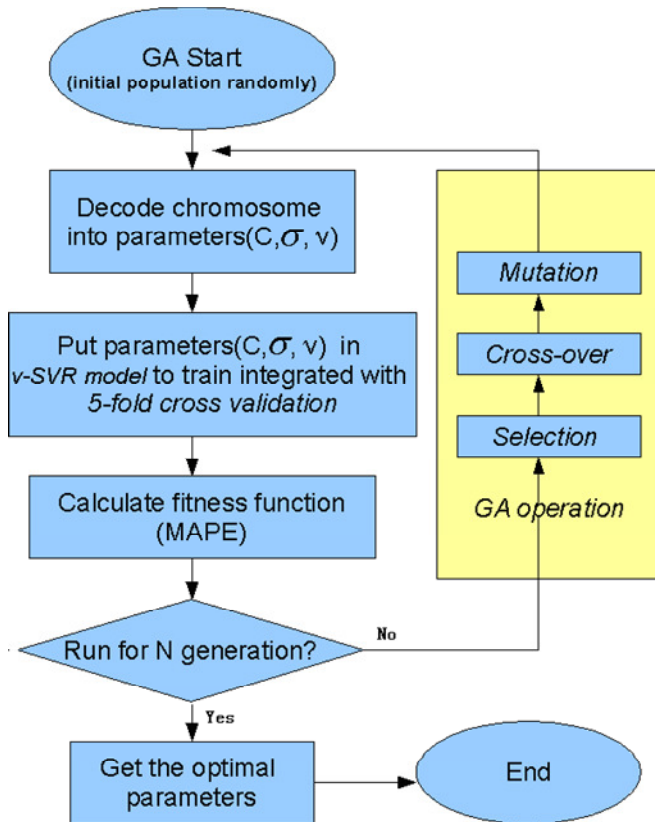 GA Start
(initial population randomly)
Decode chromosome
into parameters(C,σ, v)
Put parameters(C,σ, v) in
v-SVR model to train integrated with
5-fold cross validation
Calculate fitness function
(MAPE)
Run for N generation?
No
Yes
Get the optimal
parameters
End
Mutation
Cross-over
Selection
GA operation